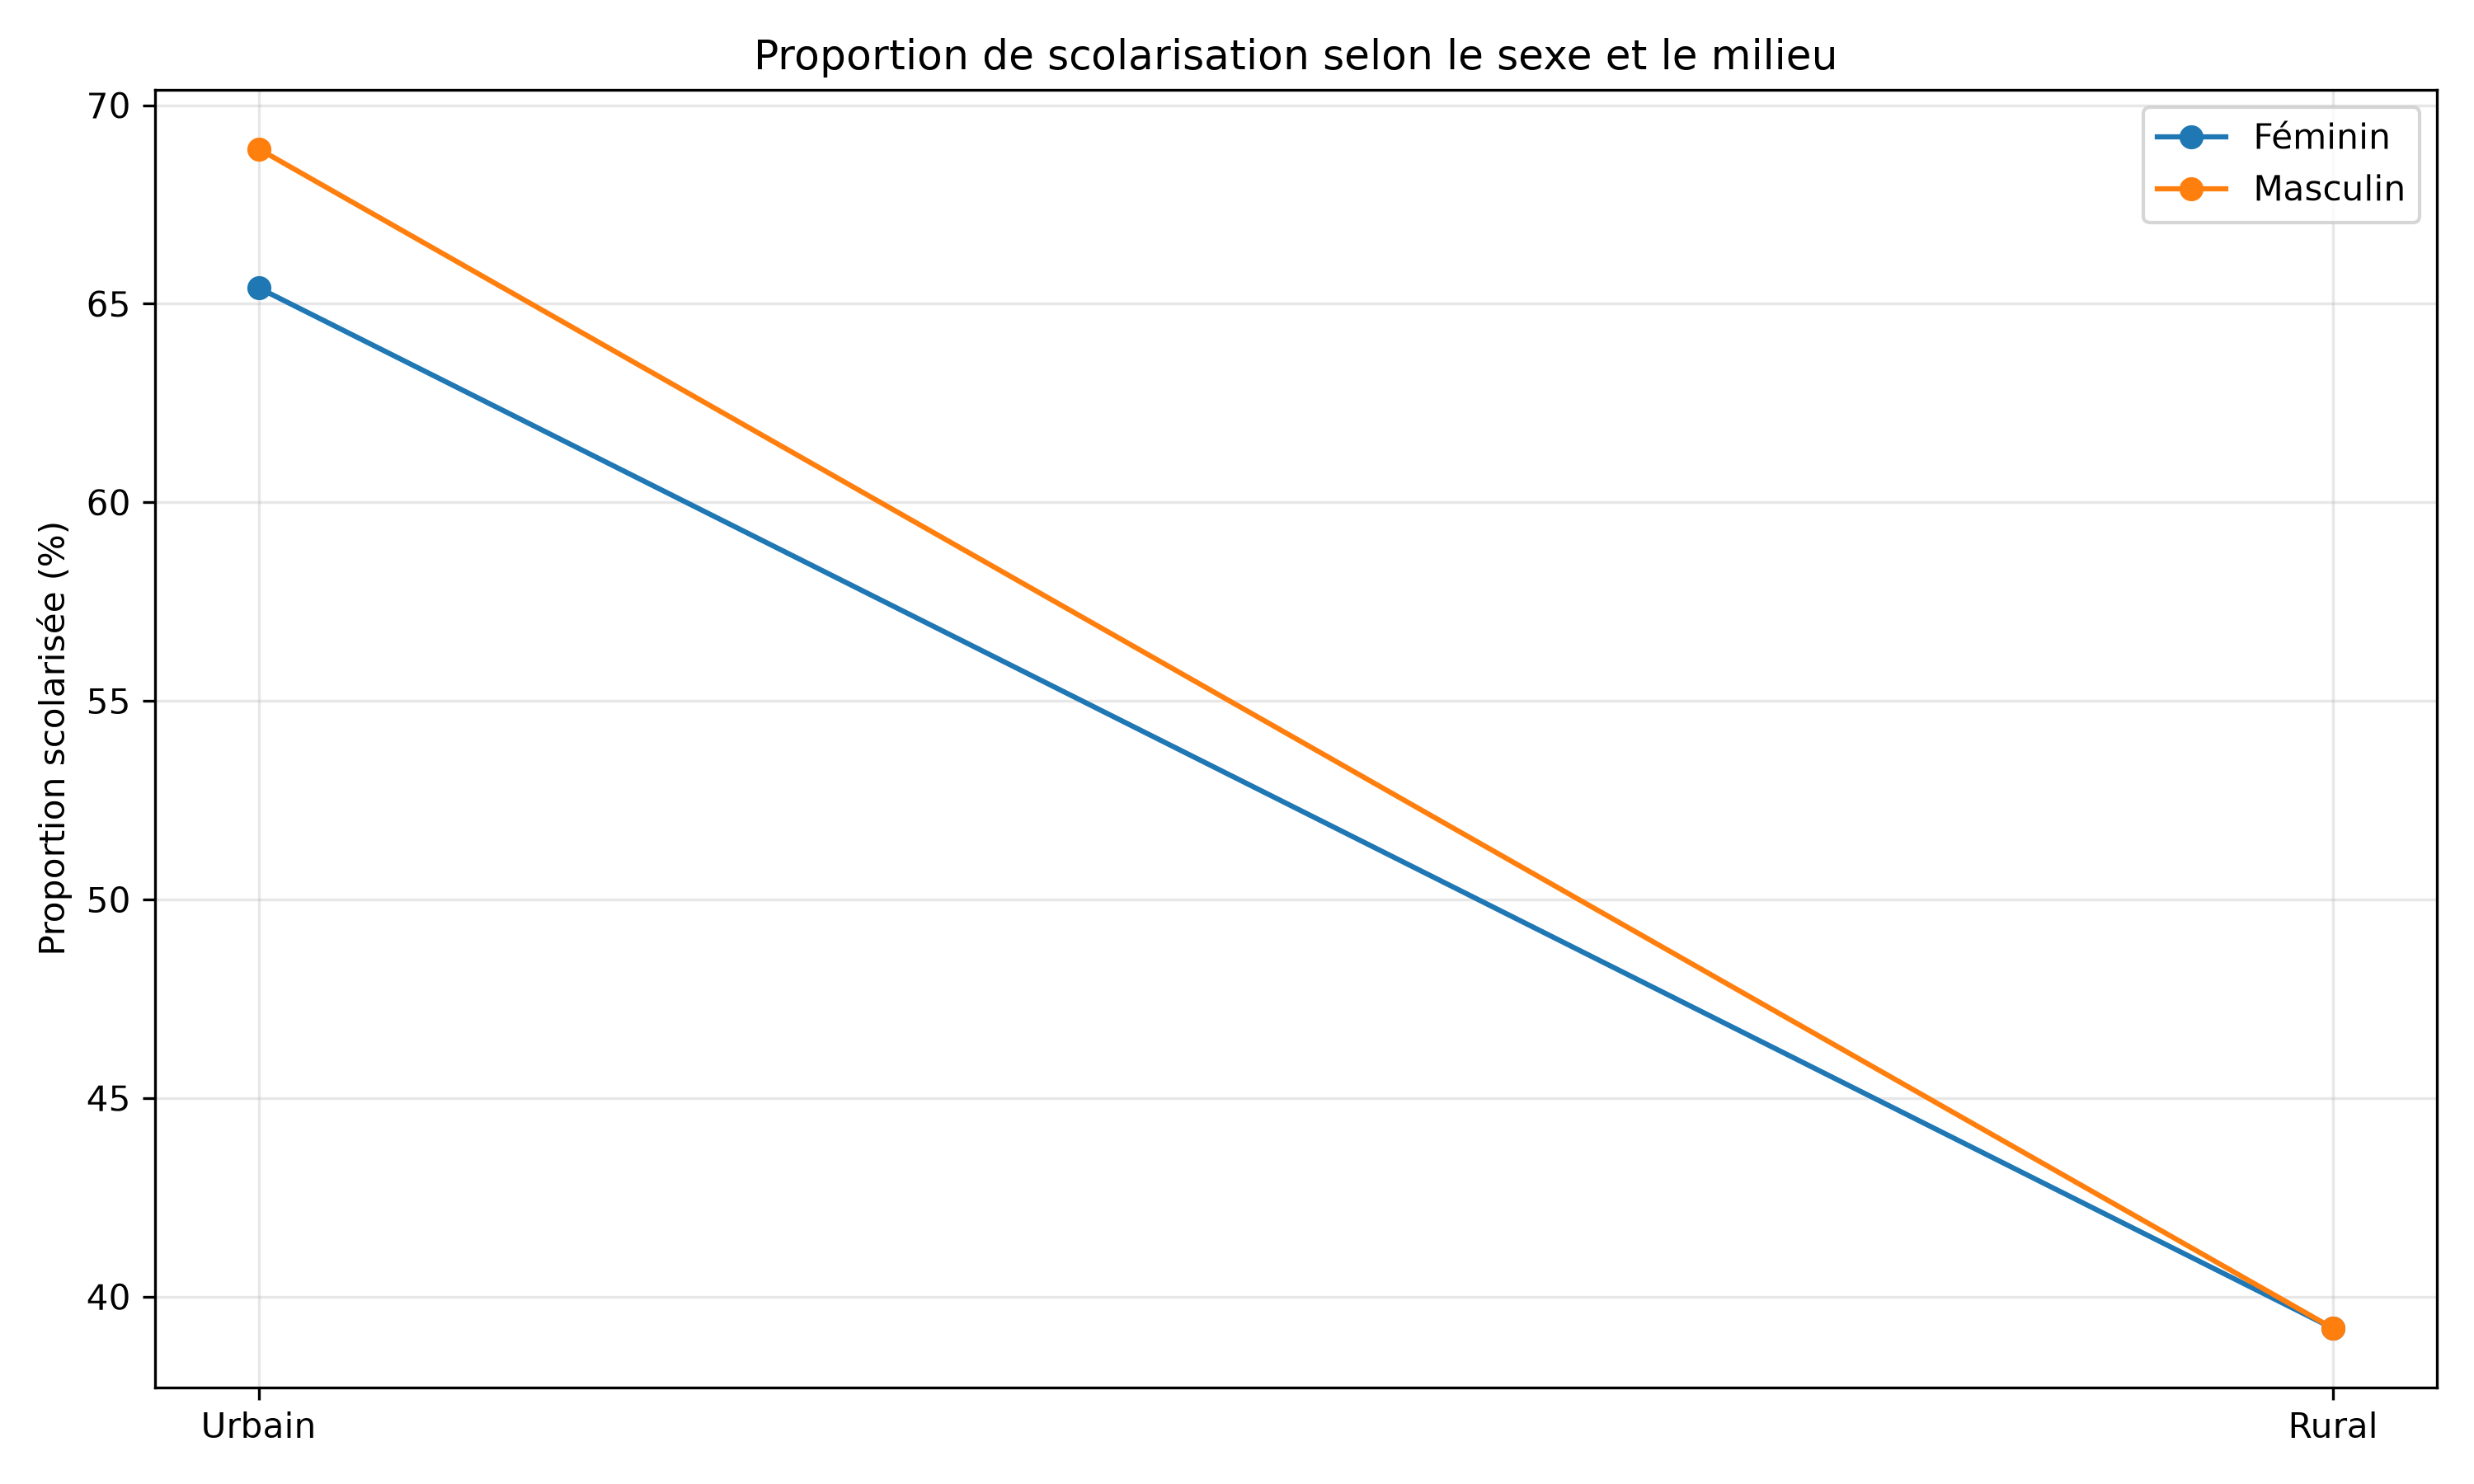 Proportion de scolarisation selon le sexe et le milieu
Féminin
Masculin
Proportion scolarisée (%)
70
65
60
55
50
45
40
Urbain
Rural